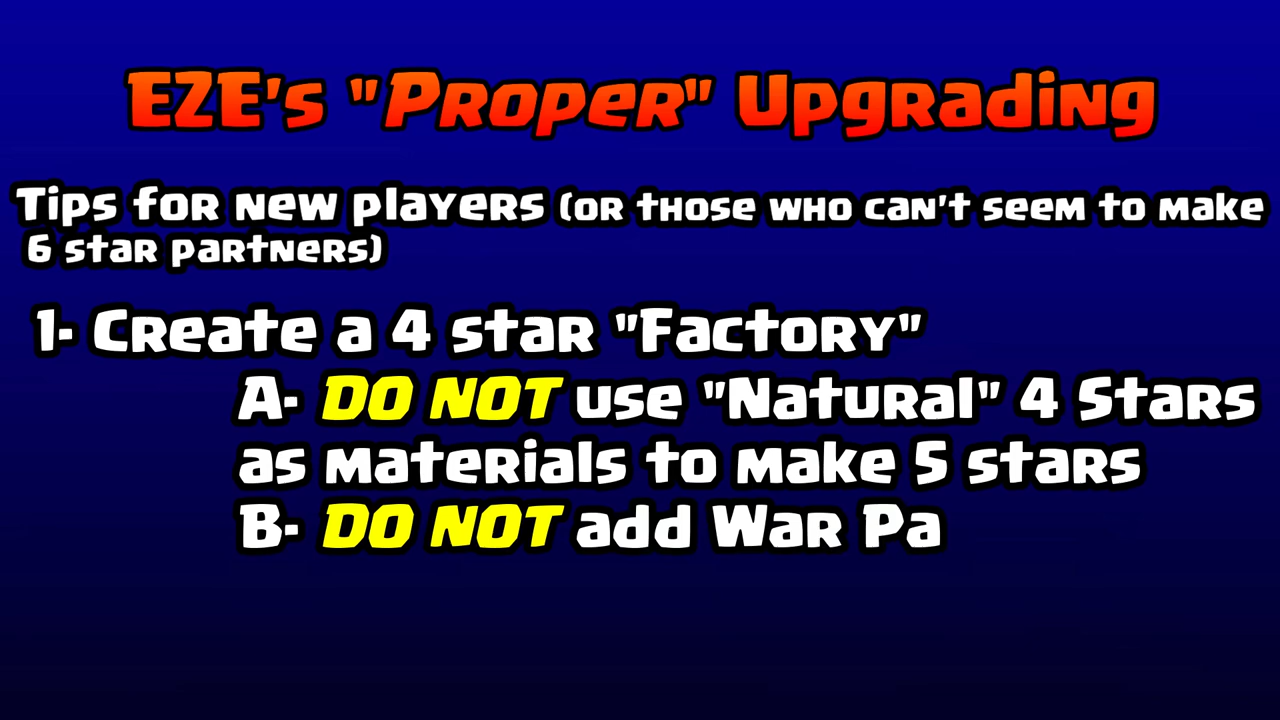 EZE's "Proper" Upgrading
Tips for new players (or those who can't seem to make
6 star partners)
1- Create a 4 star "Factory"
A- DO NOT use "Natural" 4 Stars
as materials to make 5 stars
B- DO NOT add War Pa